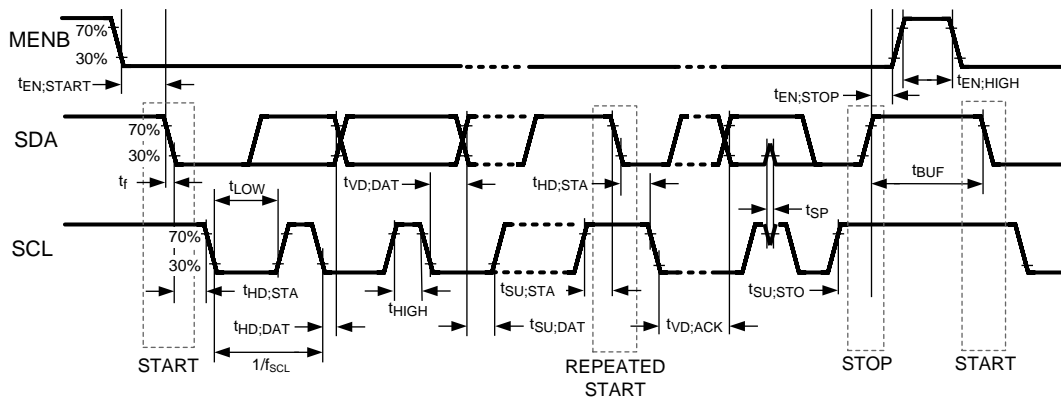 MENB
70%
30%
tEN;START
tEN;STOP
tEN;HIGH
SDA
70%
30%
tf
tLOW
tVD;DAT
tHD;STA
tSP
tBUF
SCL
70%
30%
tHD;STA
tHD;DAT
tHIGH
tSU;STA
tSU;DAT
tVD;ACK
tSU;STO
1/fSCL
START
REPEATED
START
STOP
START